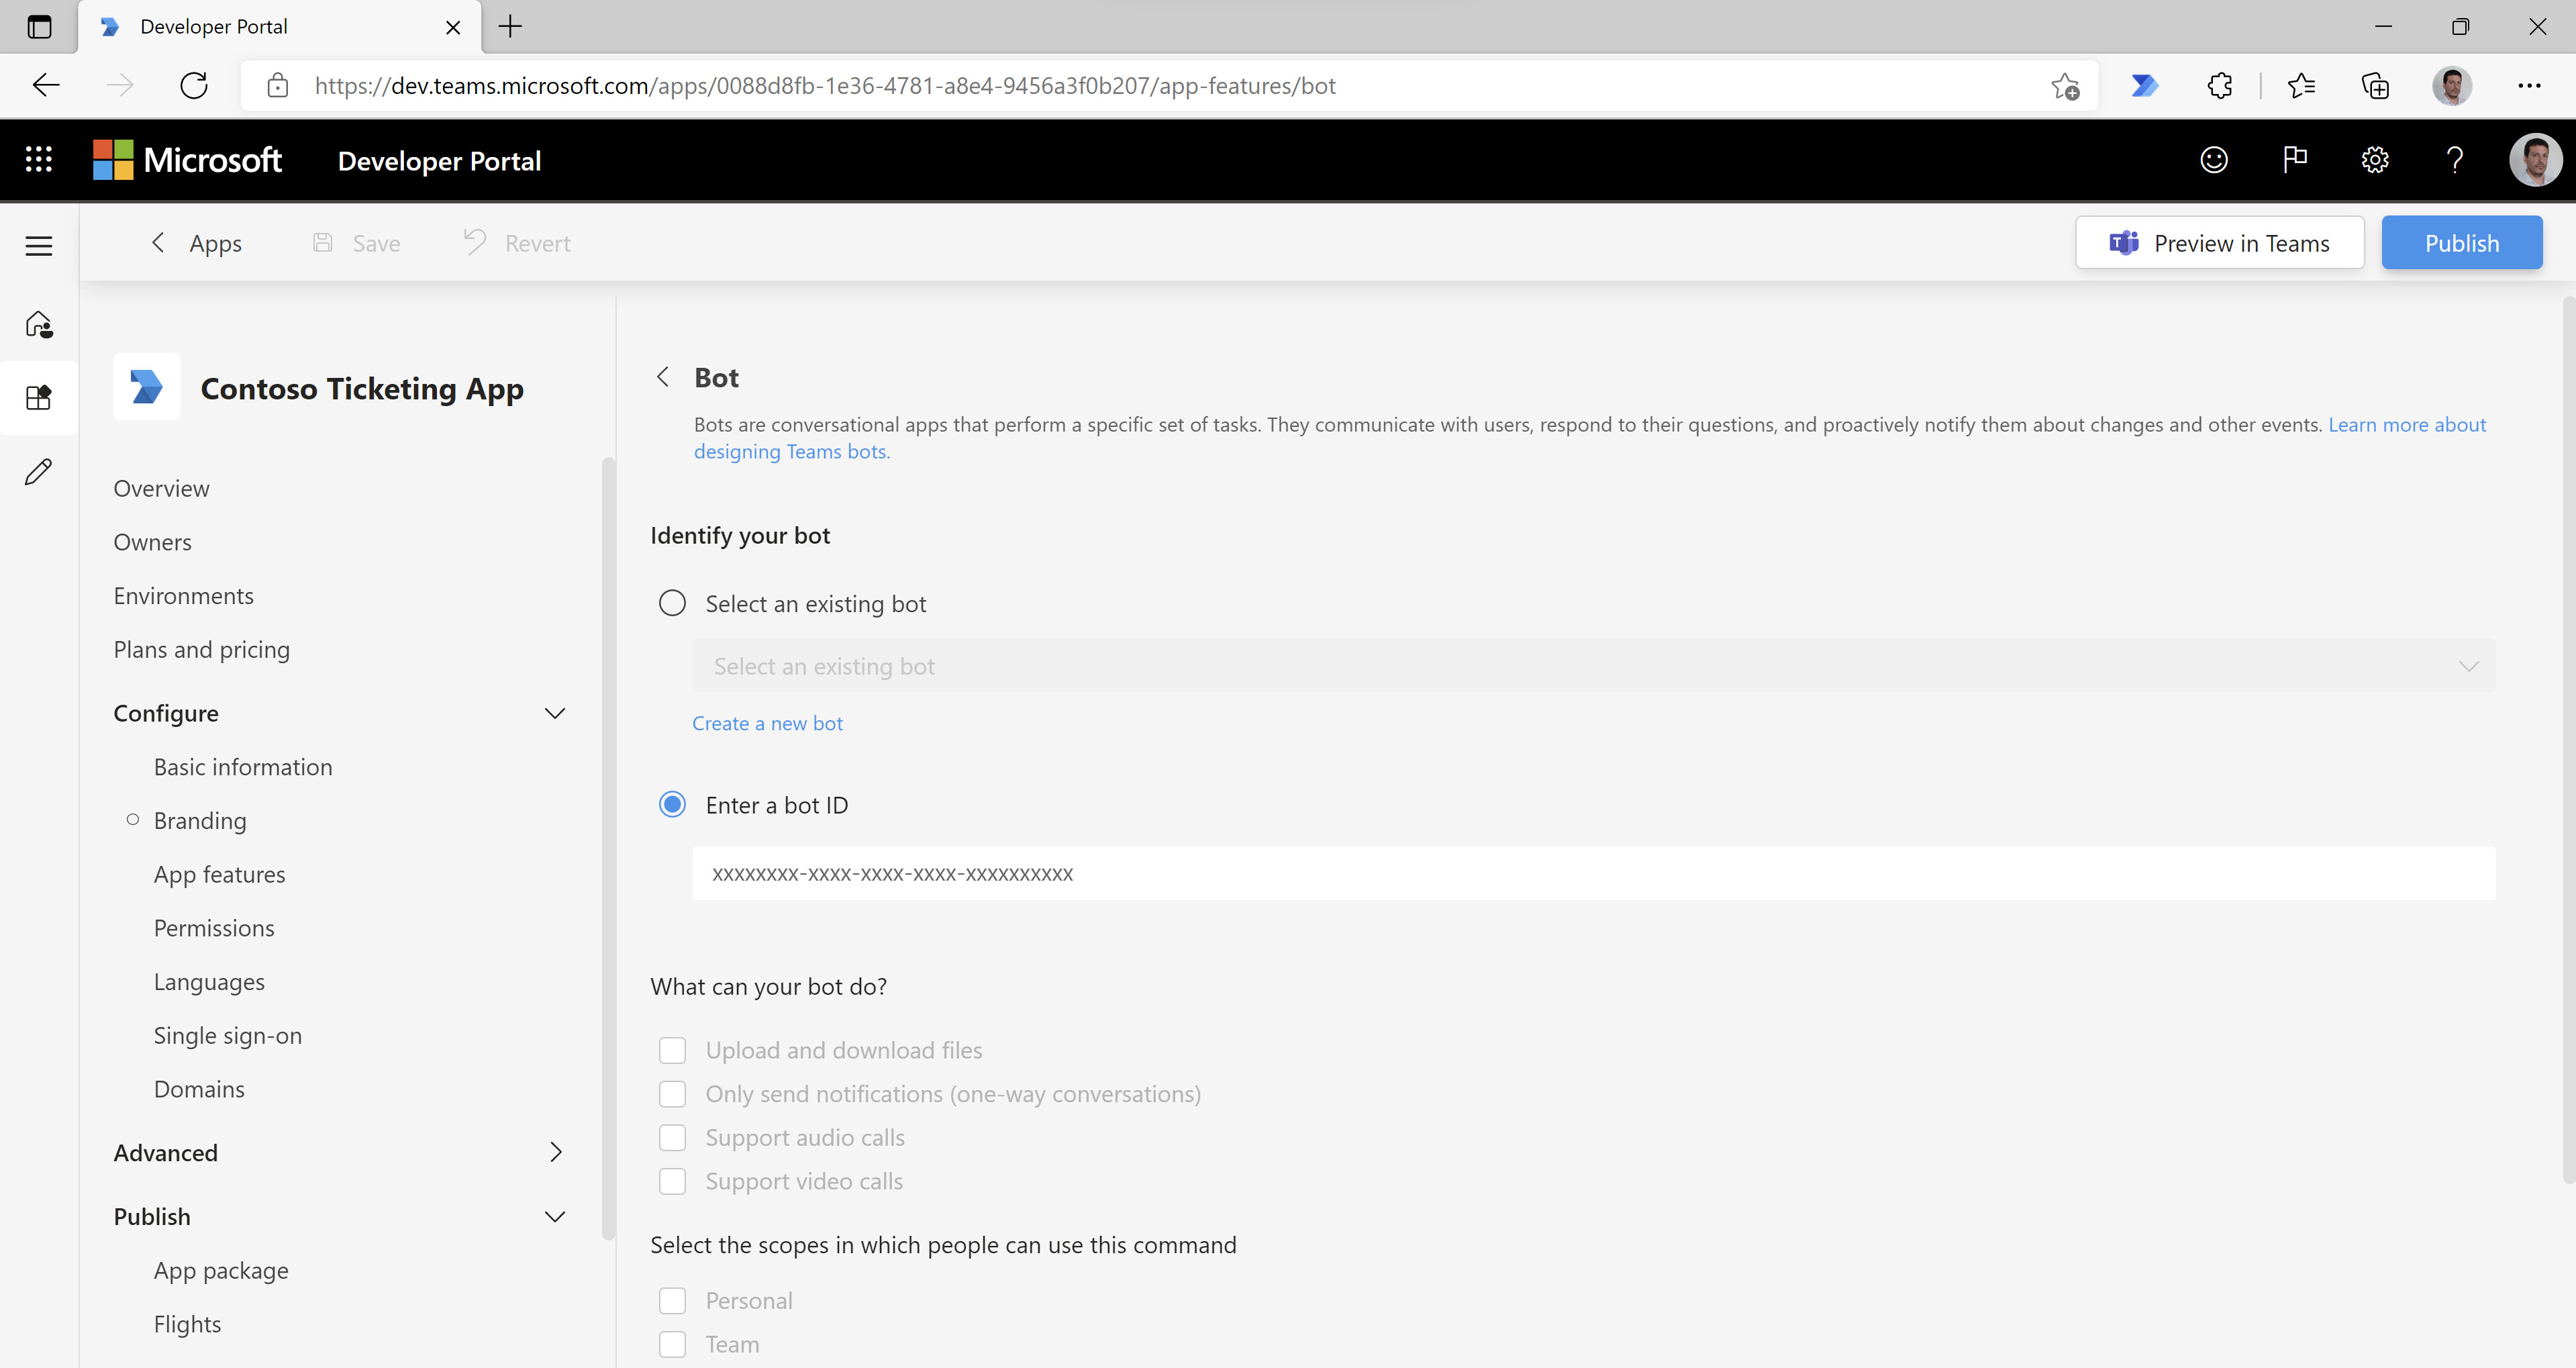 Developer Portal
https://dev.teams.microsoft.com/apps/0088d8fb-1e36-4781-a8e4-9456a3f0b207/app-features/bot
Microsoft
Developer Portal
Apps
Save
Revert
Preview in Teams
Publish
Contoso Ticketing App
Overview
Owners
Environments
Plans and pricing
Configure
Basic information
Branding
App features
Permissions
Languages
Single sign-on
Domains
Advanced
Publish
App package
Flights
Bot
Bots are conversational apps that perform a specific set of tasks. They communicate with users, respond to their questions, and proactively notify them about changes and other events. Learn more about
designing Teams bots.
Identify your bot
Select an existing bot
Select an existing bot
Create a new bot
Enter a bot ID
xxxxxxxx-xxxx-xxxx-xxxx-xxxxxxxxxx
What can your bot do?
Upload and download files
Only send notifications (one-way conversations)
Support audio calls
Support video calls
Select the scopes in which people can use this command
Personal
Team